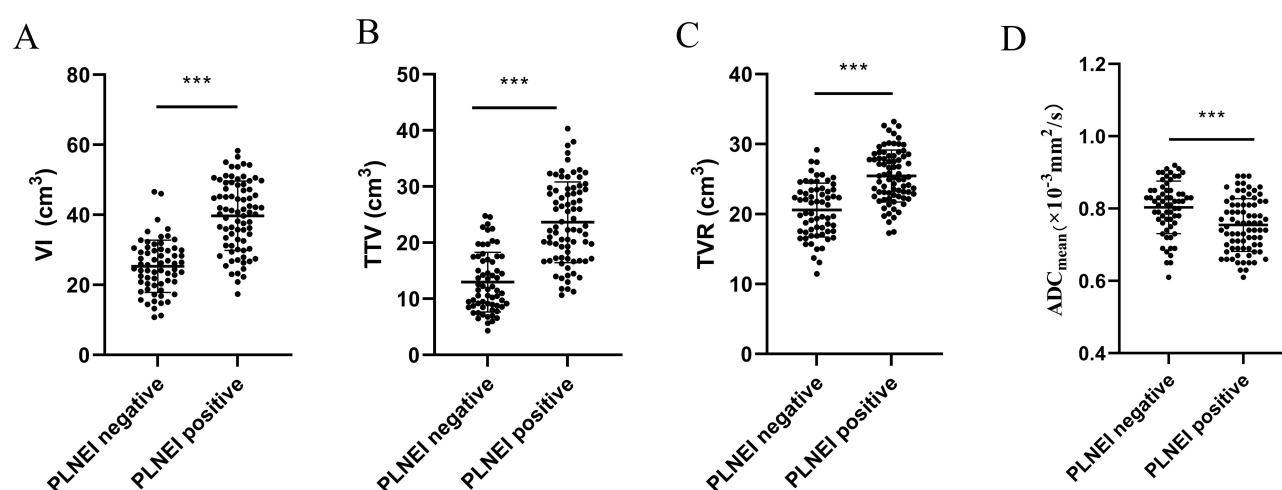 A
VI (cm³)
80
60
40
20
0
***
PLNEI negative
PLNEI positive
B
TTV (cm³)
50
40
30
20
10
0
***
PLNEI negative
PLNEI positive
C
TVR (cm³)
40
30
20
10
0
***
PLNEI negative
PLNEI positive
D
ADCmean(×10⁻³mm²/s)
1.2
1.0
0.8
0.6
0.4
***
PLNEI negative
PLNEI positive